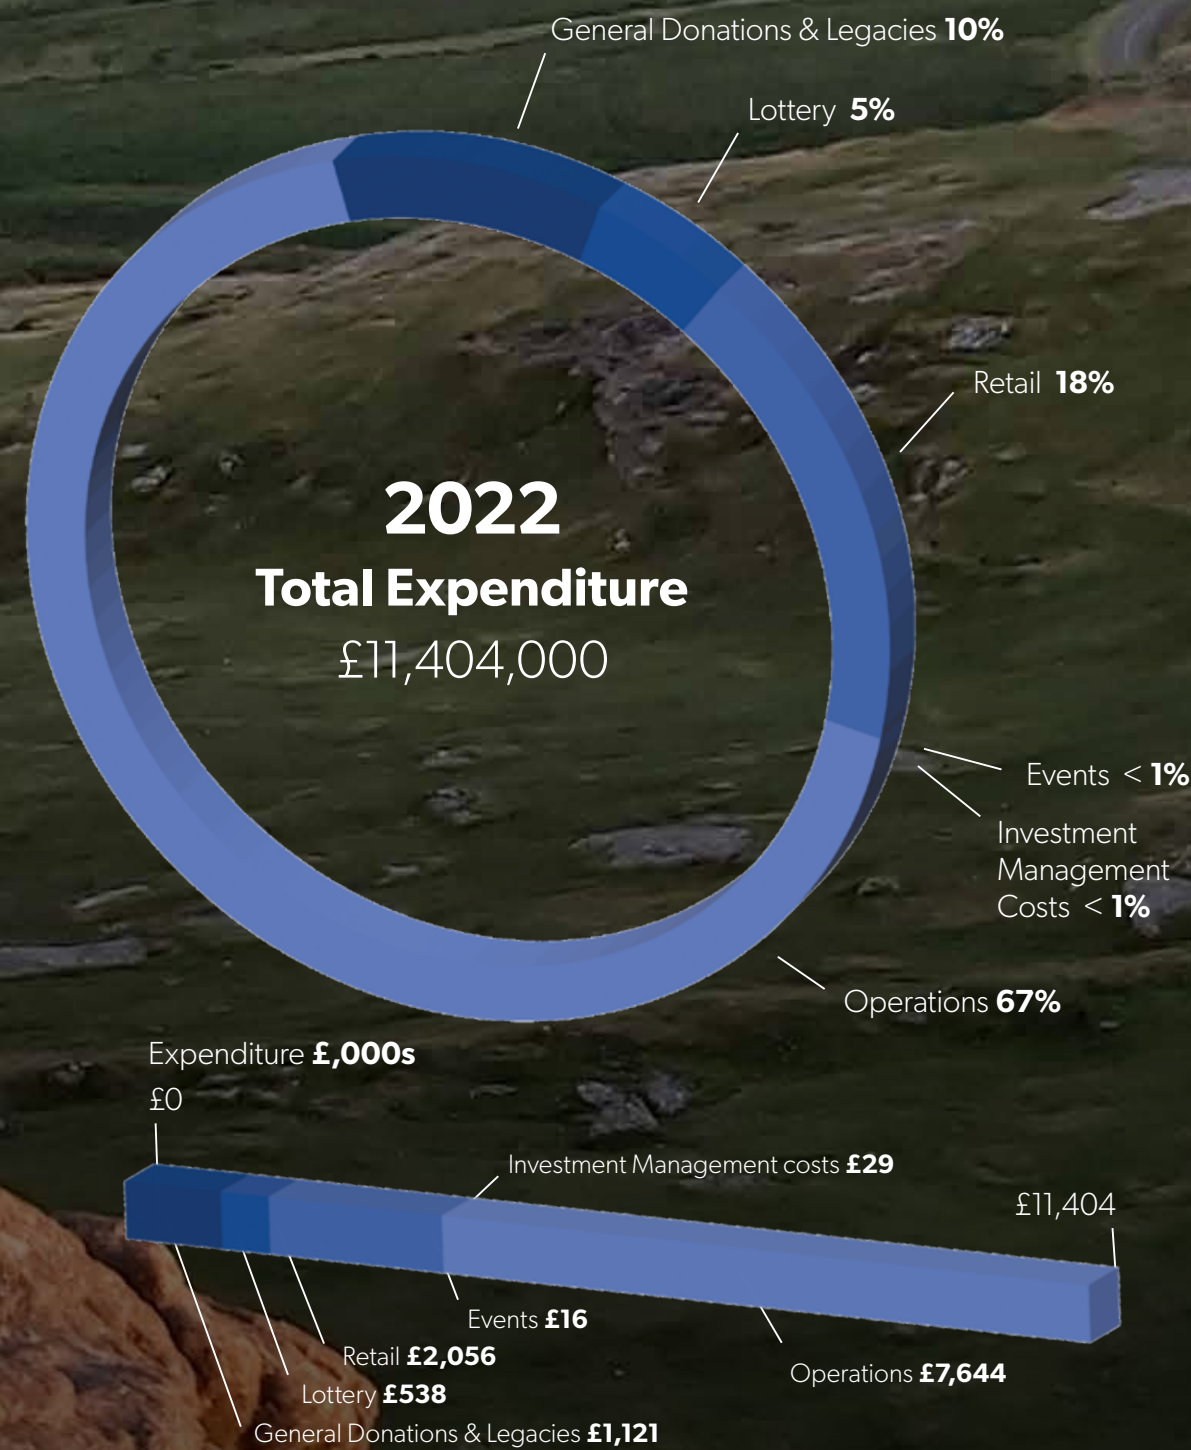 General Donations & Legacies 10%
Lottery 5%
Retail 18%
2022
Total Expenditure
£11,404,000
Events < 1%
Investment
Management
Costs < 1%
Operations 67%
Expenditure £,000s
£0
Investment Management costs £29
£11,404
Events £16
Retail £2,056
Operations £7,644
Lottery £538
General Donations & Legacies £1,121